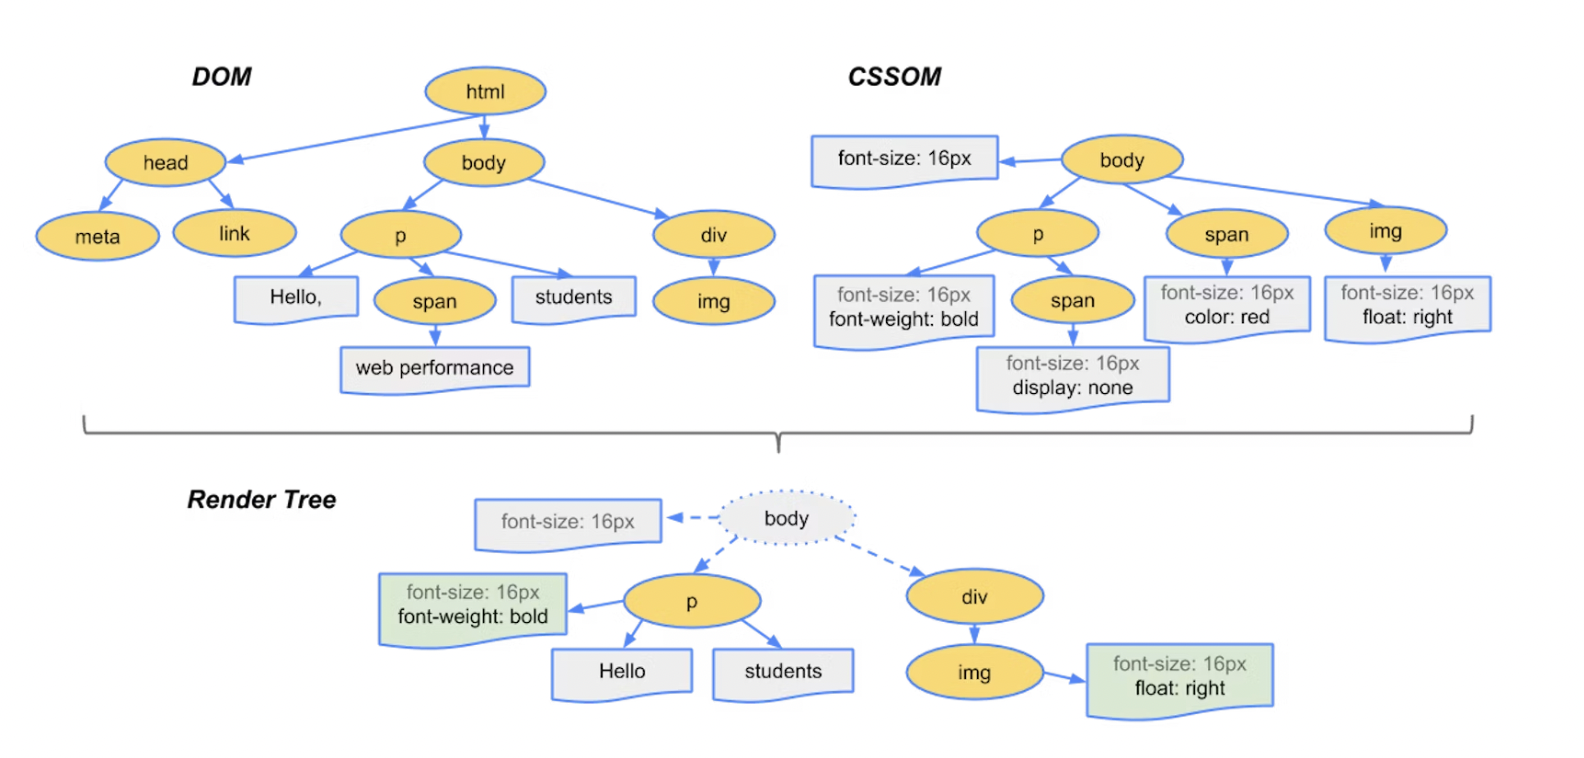 DOM
html
head
body
meta
link
p
div
Hello,
span
students
img
web performance
CSSOM
font-size: 16px
body
p
span
img
font-size: 16px
font-weight: bold
span
font-size: 16px
color: red
font-size: 16px
float: right
font-size: 16px
display: none
Render Tree
font-size: 16px
body
font-size: 16px
font-weight: bold
p
div
Hello
students
img
font-size: 16px
float: right